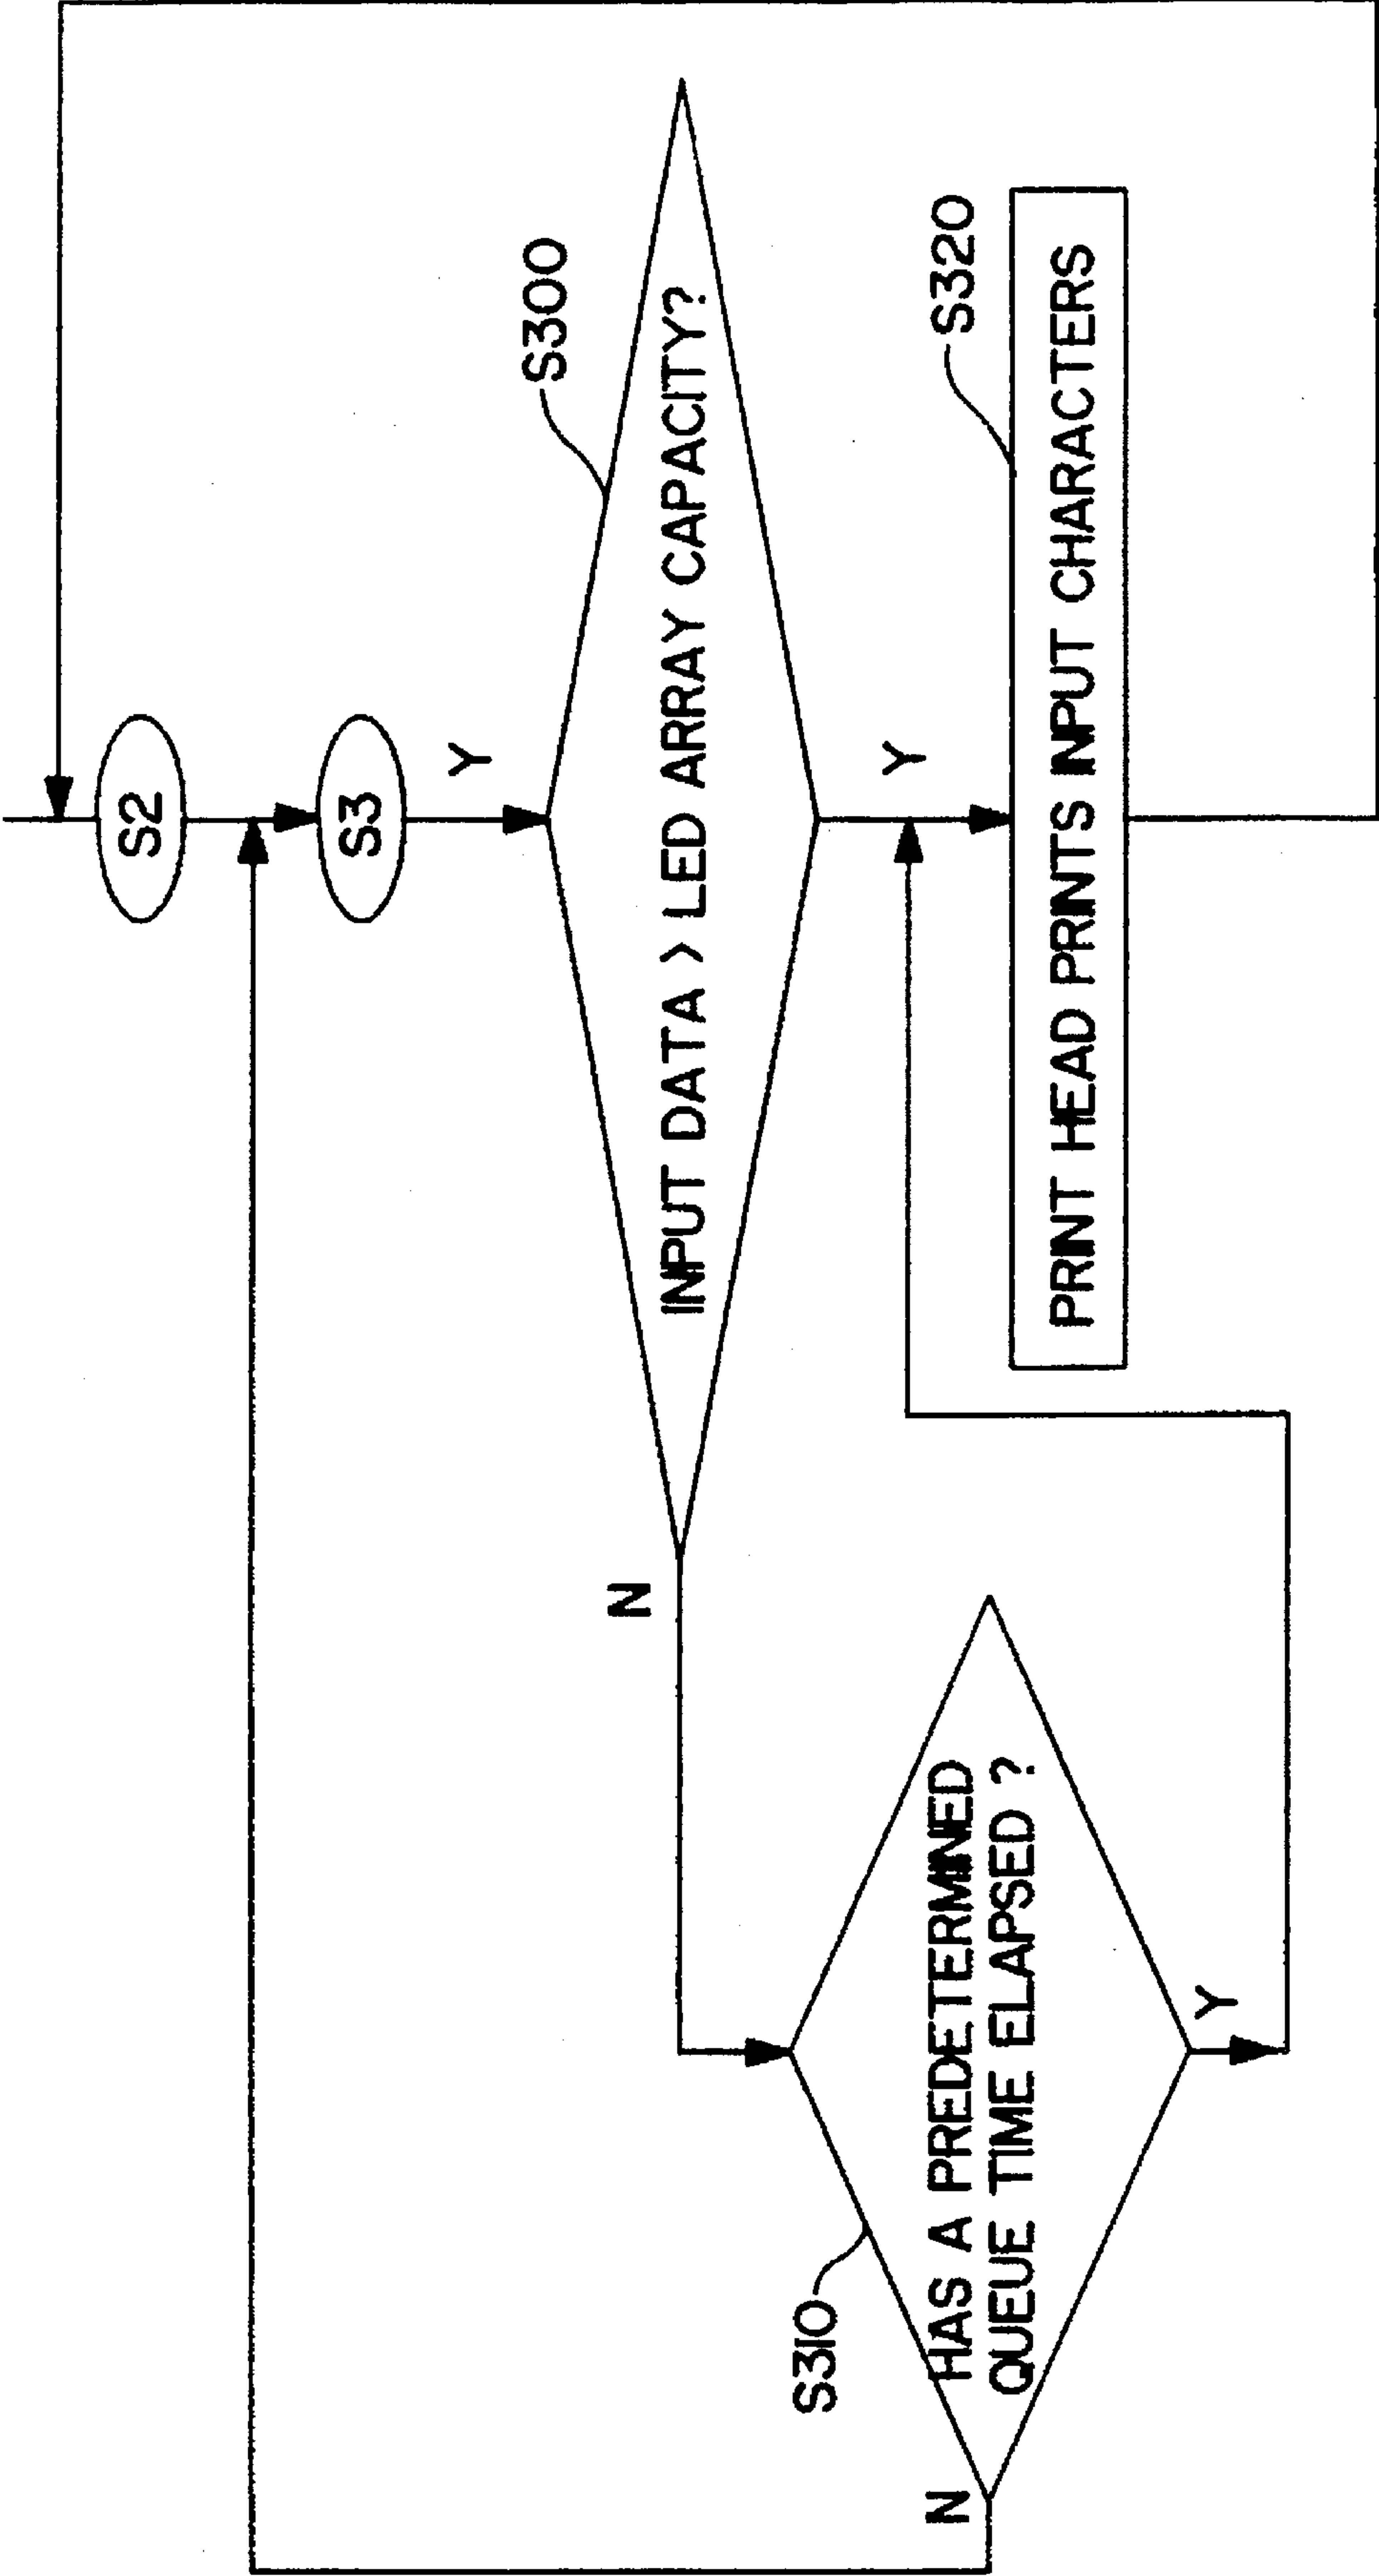 S2
S3
Y
S300
INPUT DATA > LED ARRAY CAPACITY?
N
Y
S320
PRINT HEAD PRINTS INPUT CHARACTERS
S310
HAS A PREDETERMINED
QUEUE TIME ELAPSED ?
N
Y